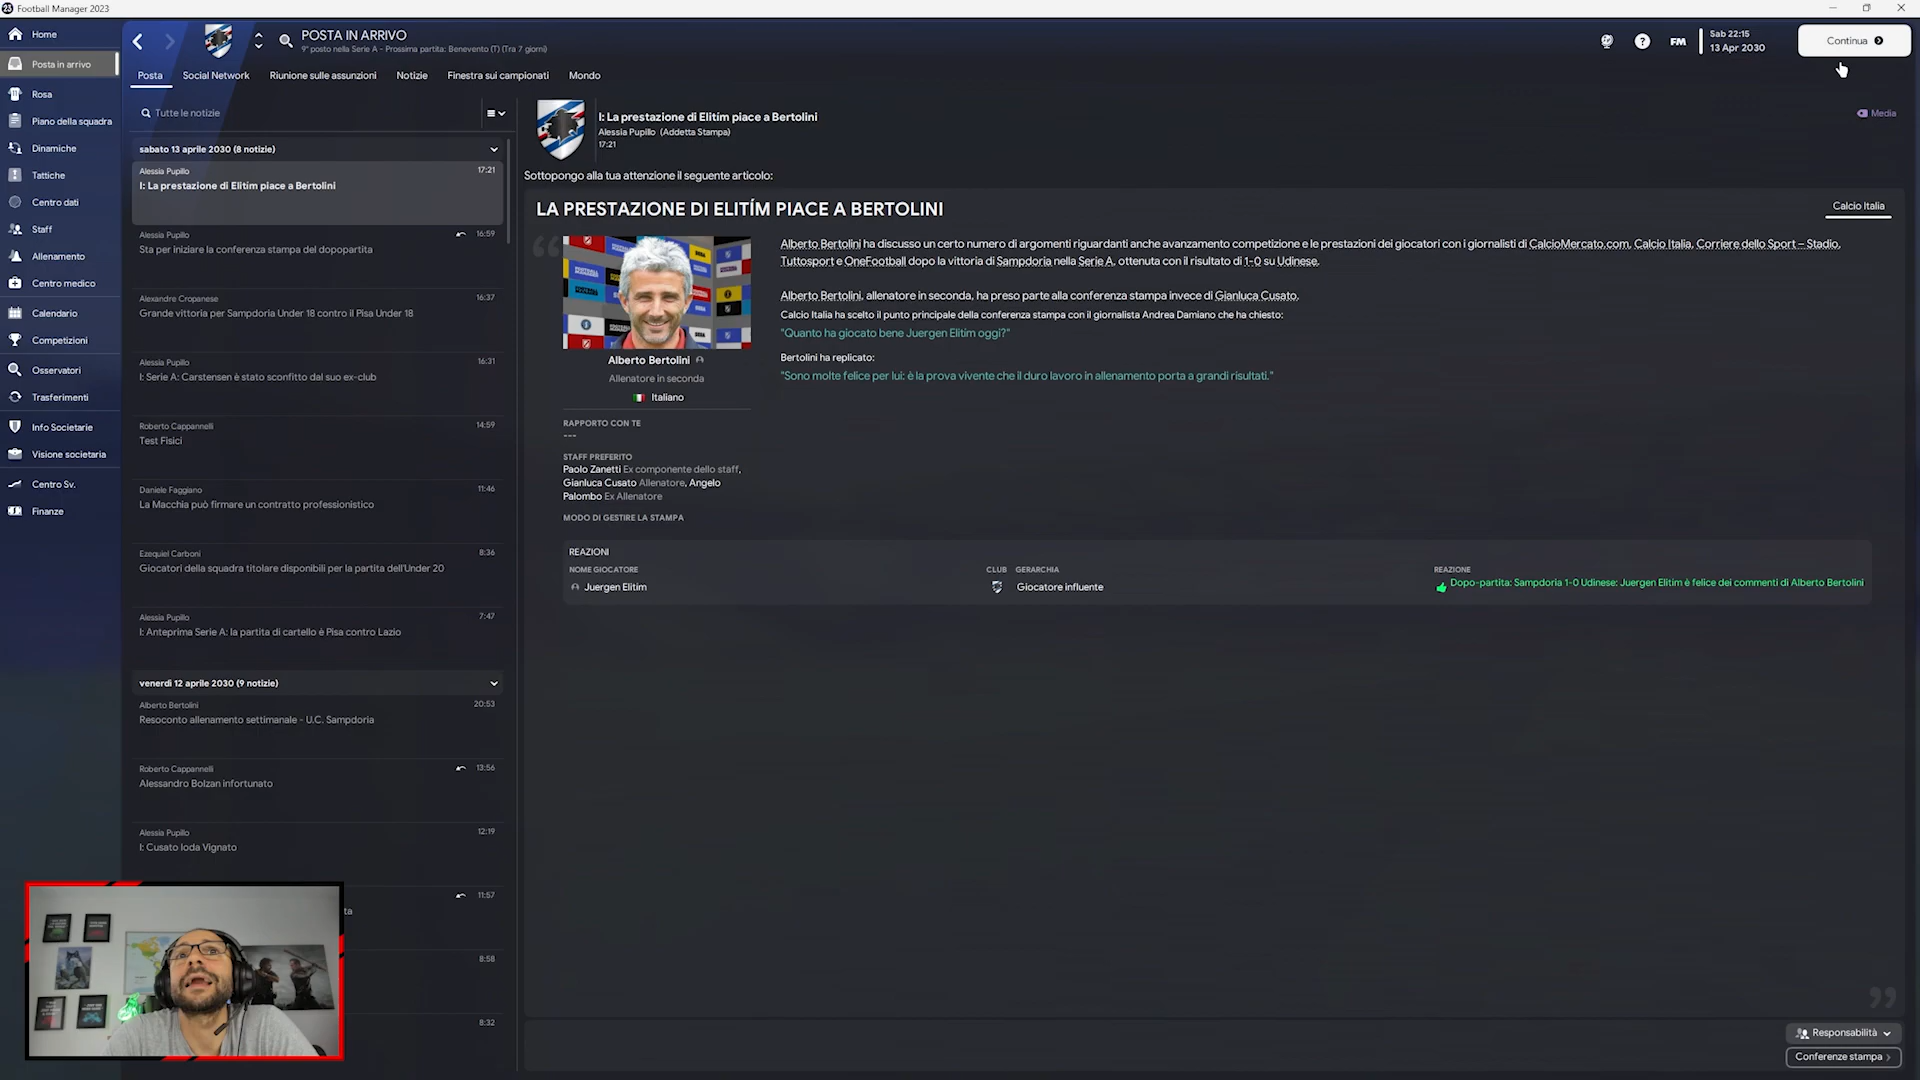 Football Manager 2023
Home
Posta in arrivo
Rosa
Piano della squadra
Dinamiche
Tattiche
Centro dati
Staff
Allenamento
Centro medico
Calendario
Competizioni
Osservatori
Trasferimenti
Info Societarie
Visione societaria
Centro Sv.
Finanze
POSTA IN ARRIVO
9° posto nella Serie A - Prossima partita: Benevento (T) (Tra 7 giorni)
FM
Sab 22:15
13 Apr 2030
Continua
Posta
Social Network
Riunione sulle assunzioni
Notizie
Finestra sui campionati
Mondo
Tutte le notizie
sabato 13 aprile 2030 (8 notizie)
Alessia Pupillo 17:21
I: La prestazione di Elitím piace a Bertolini
Alessia Pupillo 16:59
Sta per iniziare la conferenza stampa del dopopartita
Alexandre Cropanese 16:37
Grande vittoria per Sampdoria Under 18 contro il Pisa Under 18
Alessia Pupillo 16:31
I: Serie A: Carstensen è stato sconfitto dal suo ex-club
Roberto Cappannelli 14:59
Test Fisici
Daniele Faggiano 11:46
La Macchia può firmare un contratto professionistico
Ezequiel Carboni 8:36
Giocatori della squadra titolare disponibili per la partita dell'Under 20
Alessia Pupillo 7:47
I: Anteprima Serie A: la partita di cartello è Pisa contro Lazio
venerdì 12 aprile 2030 (9 notizie)
Alberto Bertolini 20:53
Resoconto allenamento settimanale - U.C. Sampdoria
Roberto Cappannelli 13:56
Alessandro Bolzan infortunato
Alessia Pupillo 12:19
I: Cusato loda Vignato
11:57
ta
8:58
8:32
I: La prestazione di Elitím piace a Bertolini
Alessia Pupillo (Addetta Stampa)
17:21
Media
Sottopongo alla tua attenzione il seguente articolo:
LA PRESTAZIONE DI ELITÍM PIACE A BERTOLINI
Calcio Italia
Alberto Bertolini ha discusso un certo numero di argomenti riguardanti anche avanzamento competizione e le prestazioni dei giocatori con i giornalisti di CalcioMercato.com, Calcio Italia, Corriere dello Sport – Stadio,
Tuttosport e OneFootball dopo la vittoria di Sampdoria nella Serie A, ottenuta con il risultato di 1-0 su Udinese.
Alberto Bertolini, allenatore in seconda, ha preso parte alla conferenza stampa invece di Gianluca Cusato.
Calcio Italia ha scelto il punto principale della conferenza stampa con il giornalista Andrea Damiano che ha chiesto:
"Quanto ha giocato bene Juergen Elitim oggi?"
Bertolini ha replicato:
"Sono molte felice per lui: è la prova vivente che il duro lavoro in allenamento porta a grandi risultati."
Alberto Bertolini
Allenatore in seconda
Italiano
RAPPORTO CON TE
---
STAFF PREFERITO
Paolo Zanetti Ex componente dello staff,
Gianluca Cusato Allenatore, Angelo
Palombo Ex Allenatore
MODO DI GESTIRE LA STAMPA
REAZIONI
NOME GIOCATORE CLUB GERARCHIA REAZIONE
Juergen Elitim Giocatore influente Dopo-partita: Sampdoria 1-0 Udinese: Juergen Elitim è felice dei commenti di Alberto Bertolini
Responsabilità
Conferenze stampa